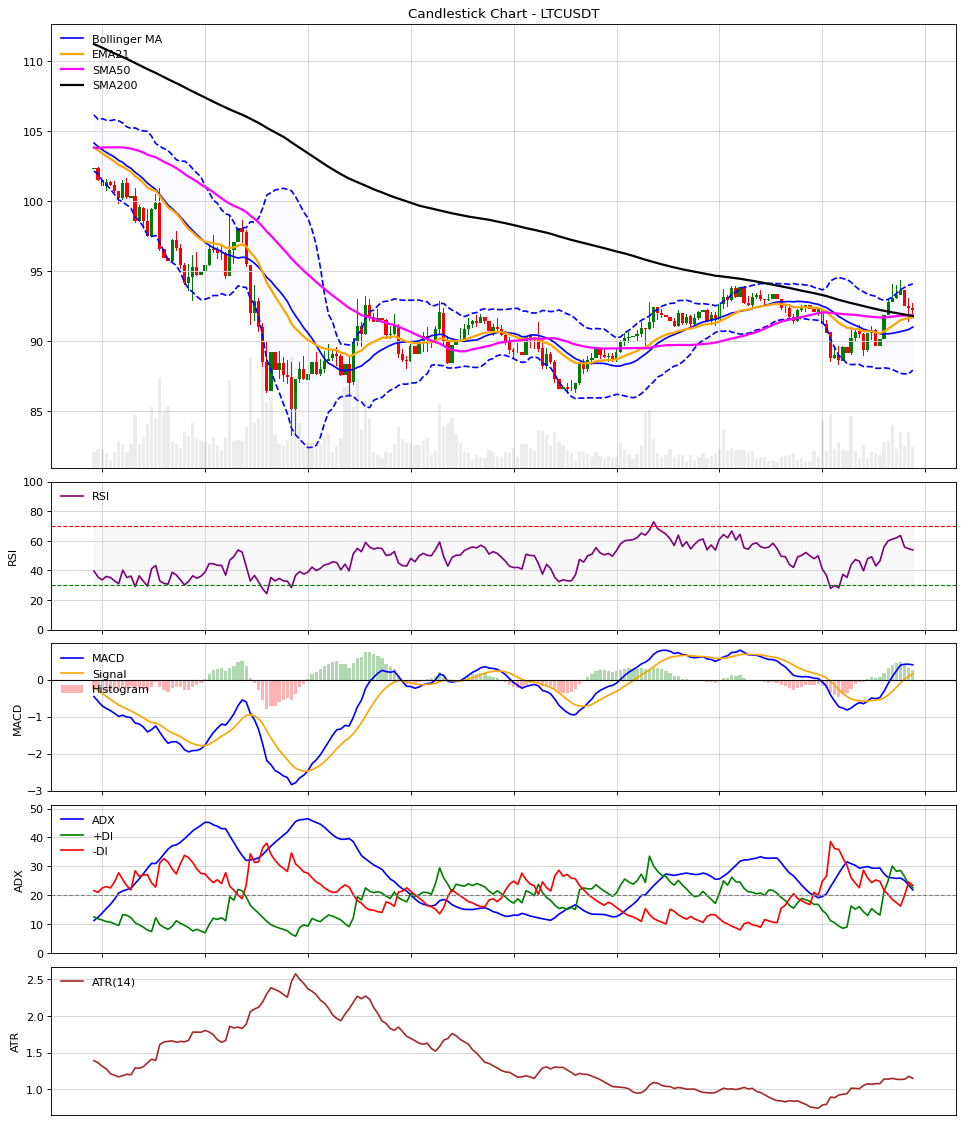 Candlestick Chart - LTCUSDT
Bollinger MA
EMA21
SMA50
SMA200
110
105
100
95
90
85
RSI
100
80
60
40
20
0
RSI
MACD
Signal
Histogram
0
−1
−2
−3
MACD
ADX
+DI
-DI
50
40
30
20
10
0
ADX
ATR(14)
2.5
2.0
1.5
1.0
ATR